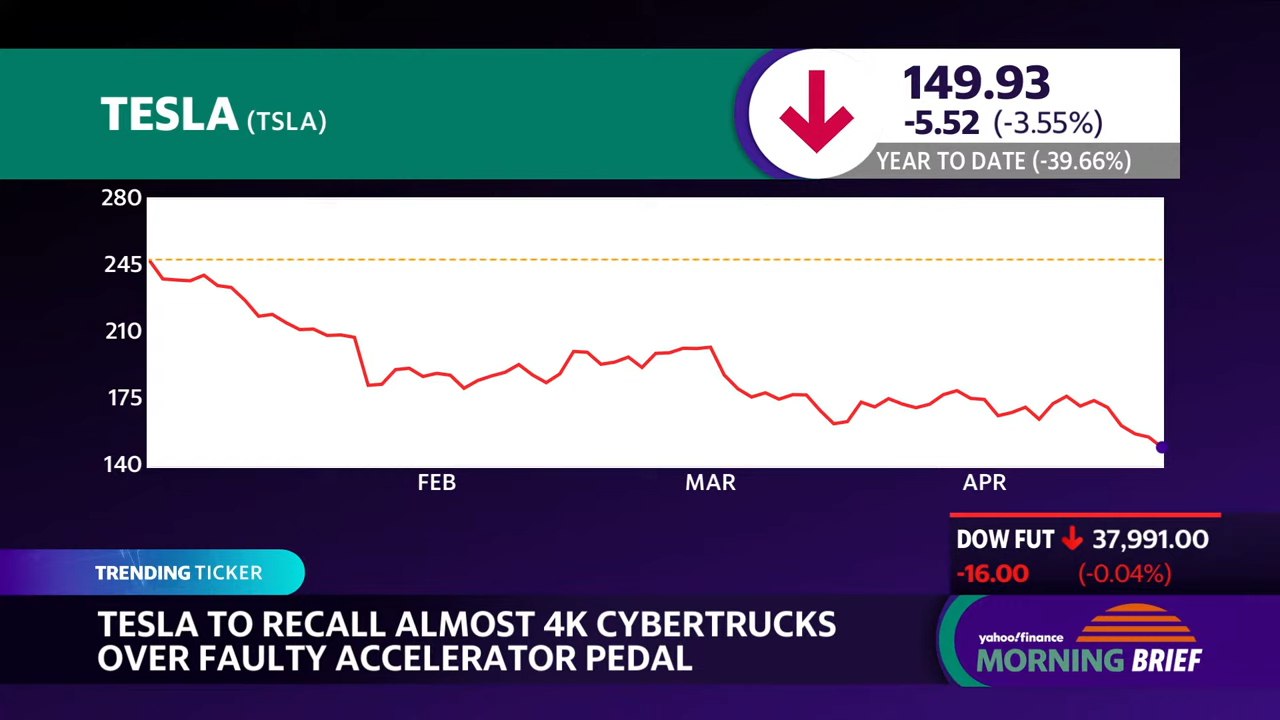 TESLA (TSLA)
149.93
-5.52 (-3.55%)
YEAR TO DATE (-39.66%)
280
245
210
175
140
FEB MAR APR
DOW FUT 37,991.00
-16.00 (-0.04%)
TRENDING TICKER
TESLA TO RECALL ALMOST 4K CYBERTRUCKS
OVER FAULTY ACCELERATOR PEDAL
yahoo!finance
MORNING BRIEF